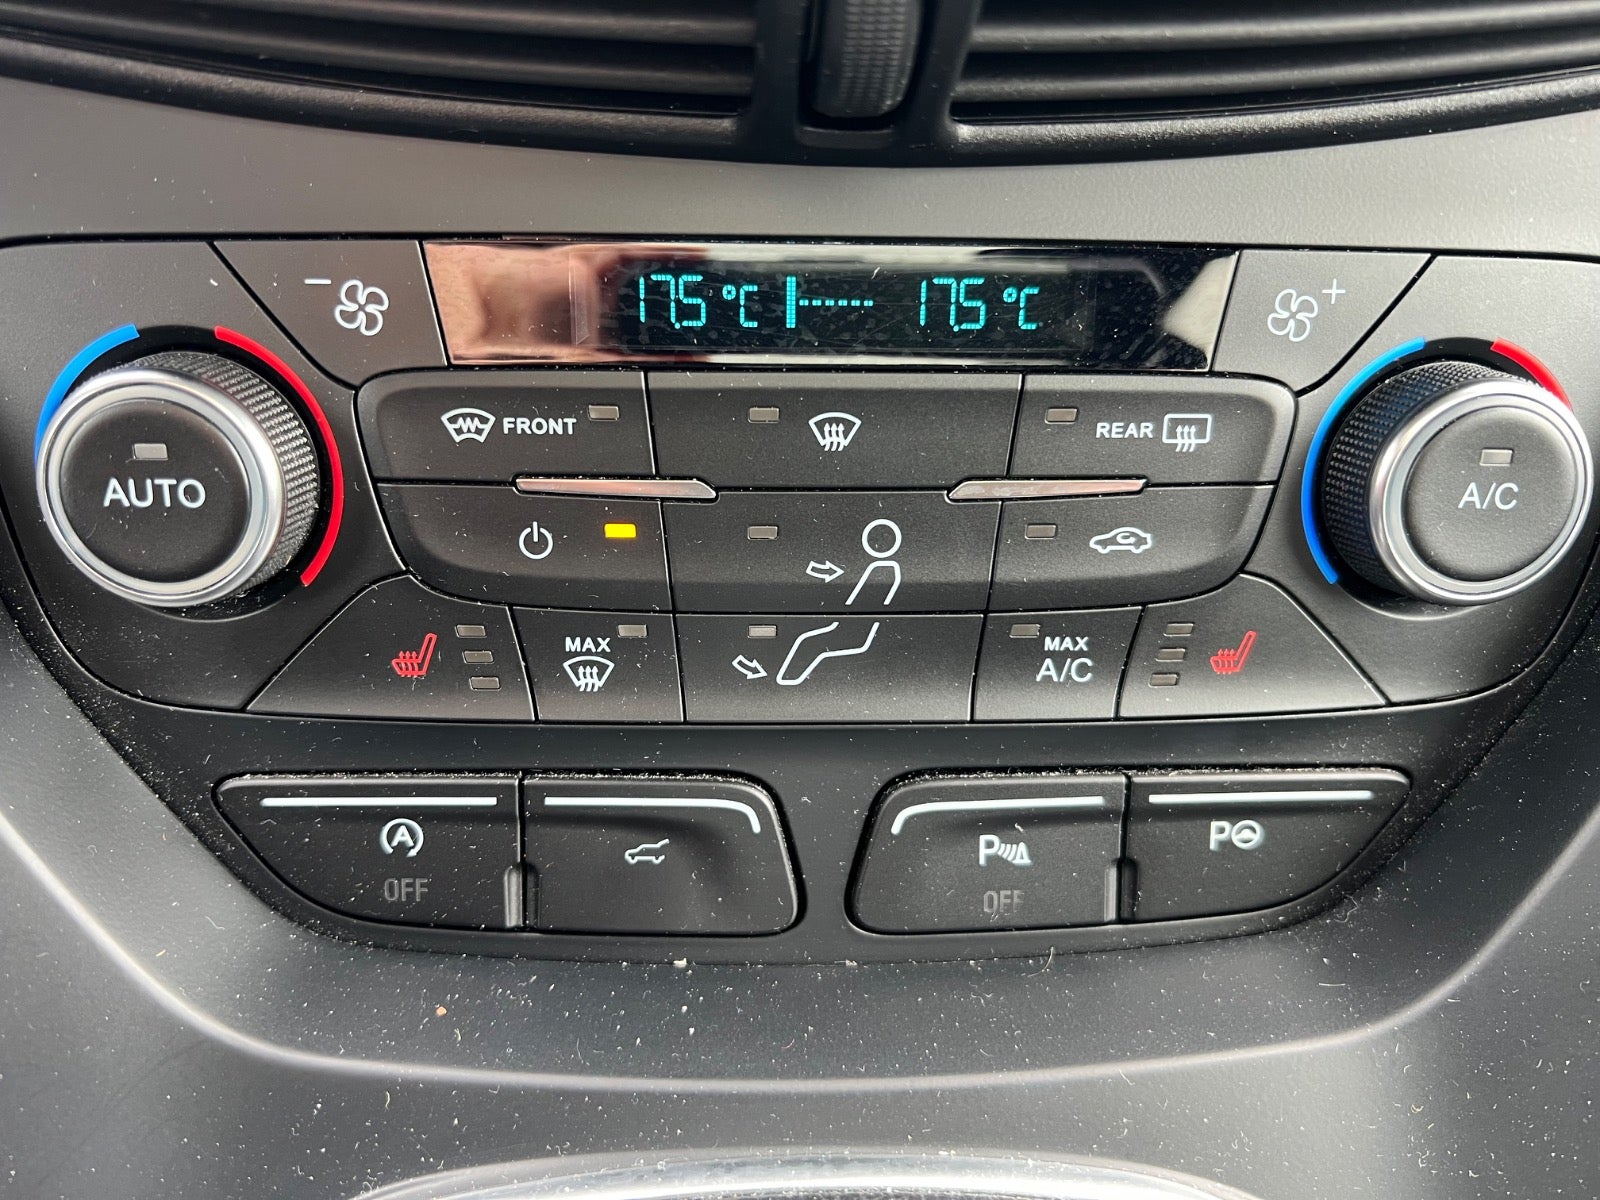 17.5 °C 17.5 °C
FRONT
REAR
AUTO
A/C
MAX
MAX
A/C
A
OFF
P
OFF
P